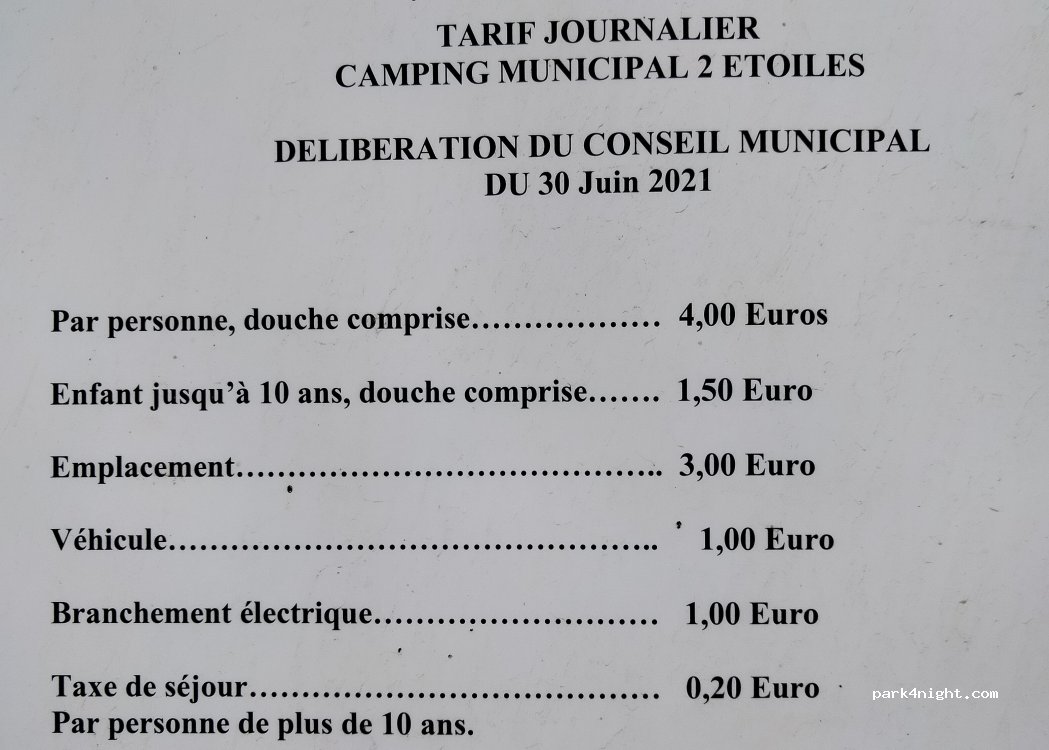 TARIF JOURNALIER
CAMPING MUNICIPAL 2 ETOILES
DELIBERATION DU CONSEIL MUNICIPAL
DU 30 Juin 2021
Par personne, douche comprise.................. 4,00 Euros
Enfant jusqu'à 10 ans, douche comprise....... 1,50 Euro
Emplacement........................................ 3,00 Euro
Véhicule............................................... 1,00 Euro
Branchement électrique........................... 1,00 Euro
Taxe de séjour....................................... 0,20 Euro
Par personne de plus de 10 ans.
park4night.com